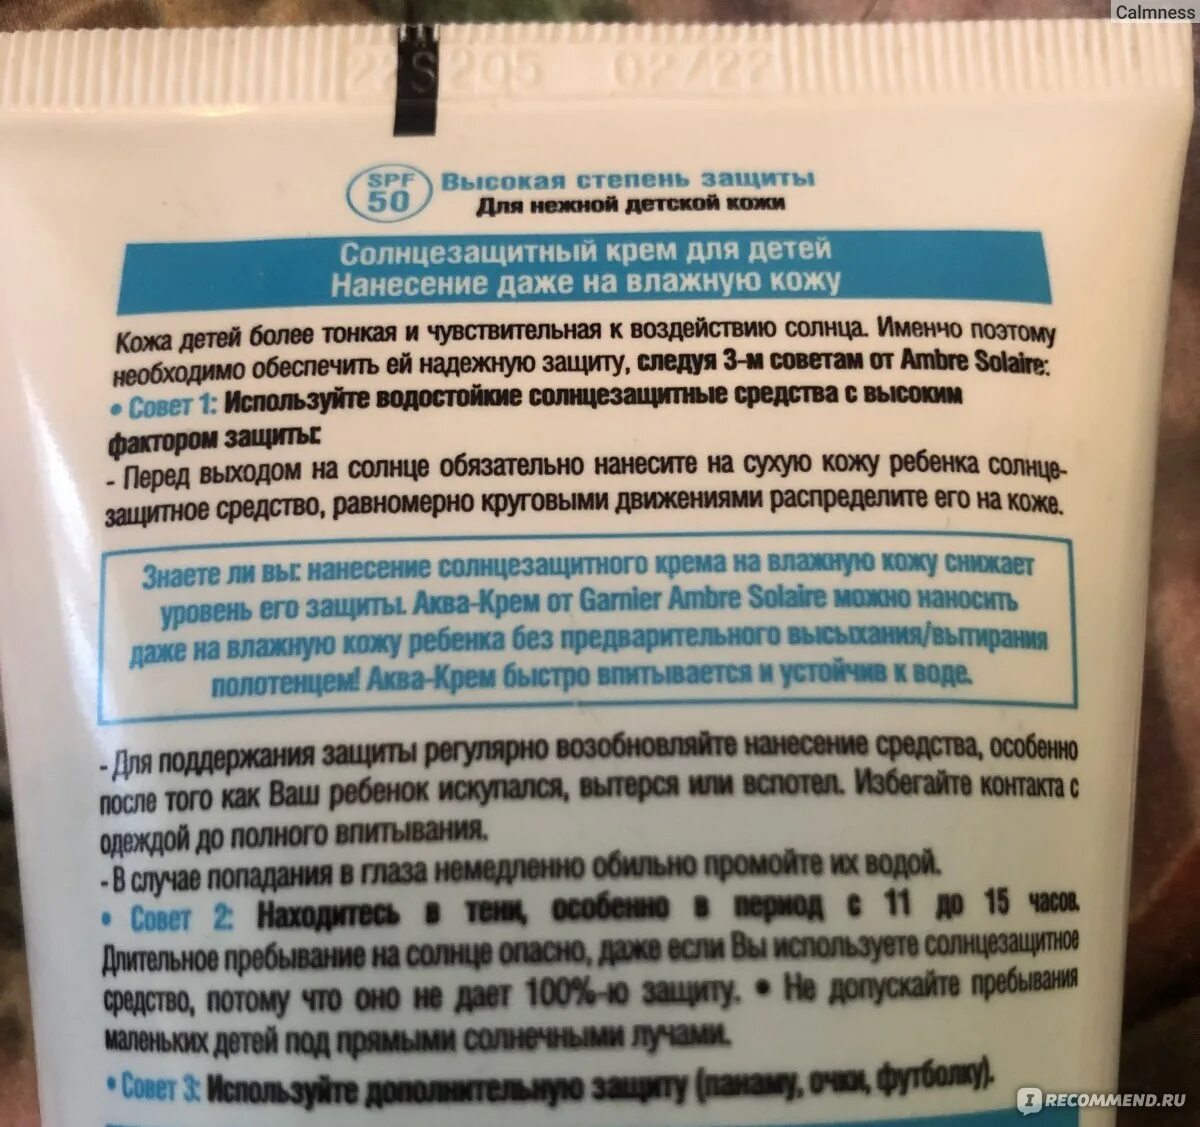 Calmness
22S205 02/22
SPF 50
Высокая степень защиты
Для нежной детской кожи
Солнцезащитный крем для детей
Нанесение даже на влажную кожу
Кожа детей более тонкая и чувствительная к воздействию солнца. Именно поэтому
необходимо обеспечить ей надежную защиту, следуя 3-м советам от Ambre Solaire:
• Совет 1: Используйте водостойкие солнцезащитные средства с высоким
фактором защиты:
- Перед выходом на солнце обязательно нанесите на сухую кожу ребенка солнце-
защитное средство, равномерно круговыми движениями распределите его на коже.
Знаете ли вы: нанесение солнцезащитного крема на влажную кожу снижает
уровень его защиты. Аква-Крем от Garnier Ambre Solaire можно наносить
даже на влажную кожу ребенка без предварительного высыхания/вытирания
полотенцем! Аква-Крем быстро впитывается и устойчив к воде.
- Для поддержания защиты регулярно возобновляйте нанесение средства, особенно
после того как Ваш ребенок искупался, вытерся или вспотел. Избегайте контакта с
одеждой до полного впитывания.
- В случае попадания в глаза немедленно обильно промойте их водой.
• Совет 2: Находитесь в тени, особенно в период с 11 до 15 часов.
Длительное пребывание на солнце опасно, даже если Вы используете солнцезащитное
средство, потому что оно не дает 100%-ю защиту. • Не допускайте пребывания
маленьких детей под прямыми солнечными лучами.
• Совет 3: Используйте дополнительную защиту (панаму, очки, футболку).
IRECOMMEND.RU